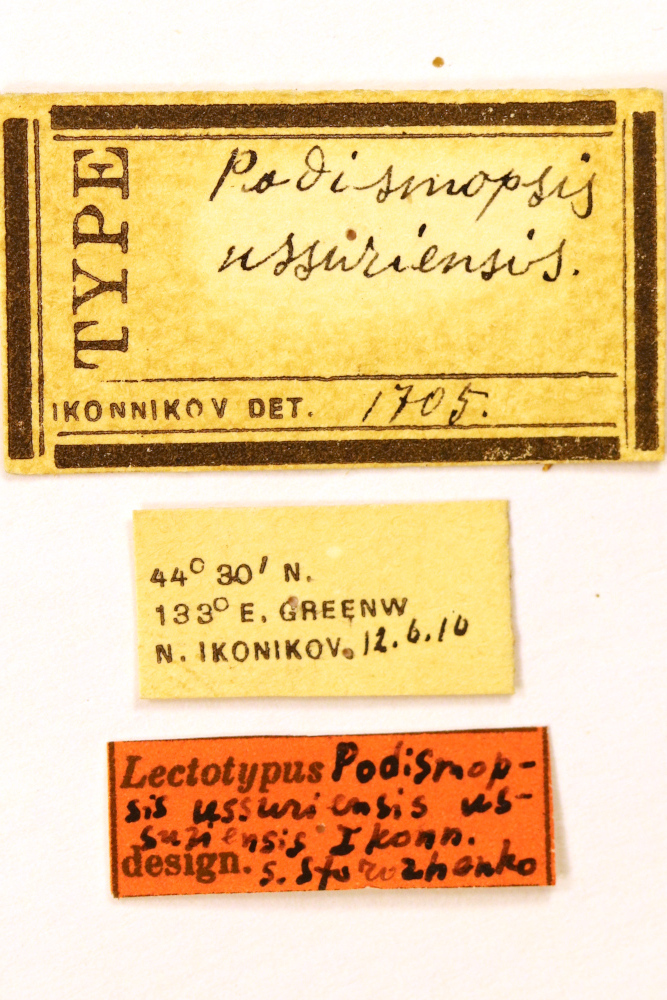 TYPE
Podismopsis
ussuriensis.
IKONNIKOV DET. 1705.
44° 30' N.
133° E. GREENW
N. IKONIKOV. 12.6.10
Lectotypus Podismop-
sis ussuriensis us-
suriensis Ikonn.
design. S. Storozhenko